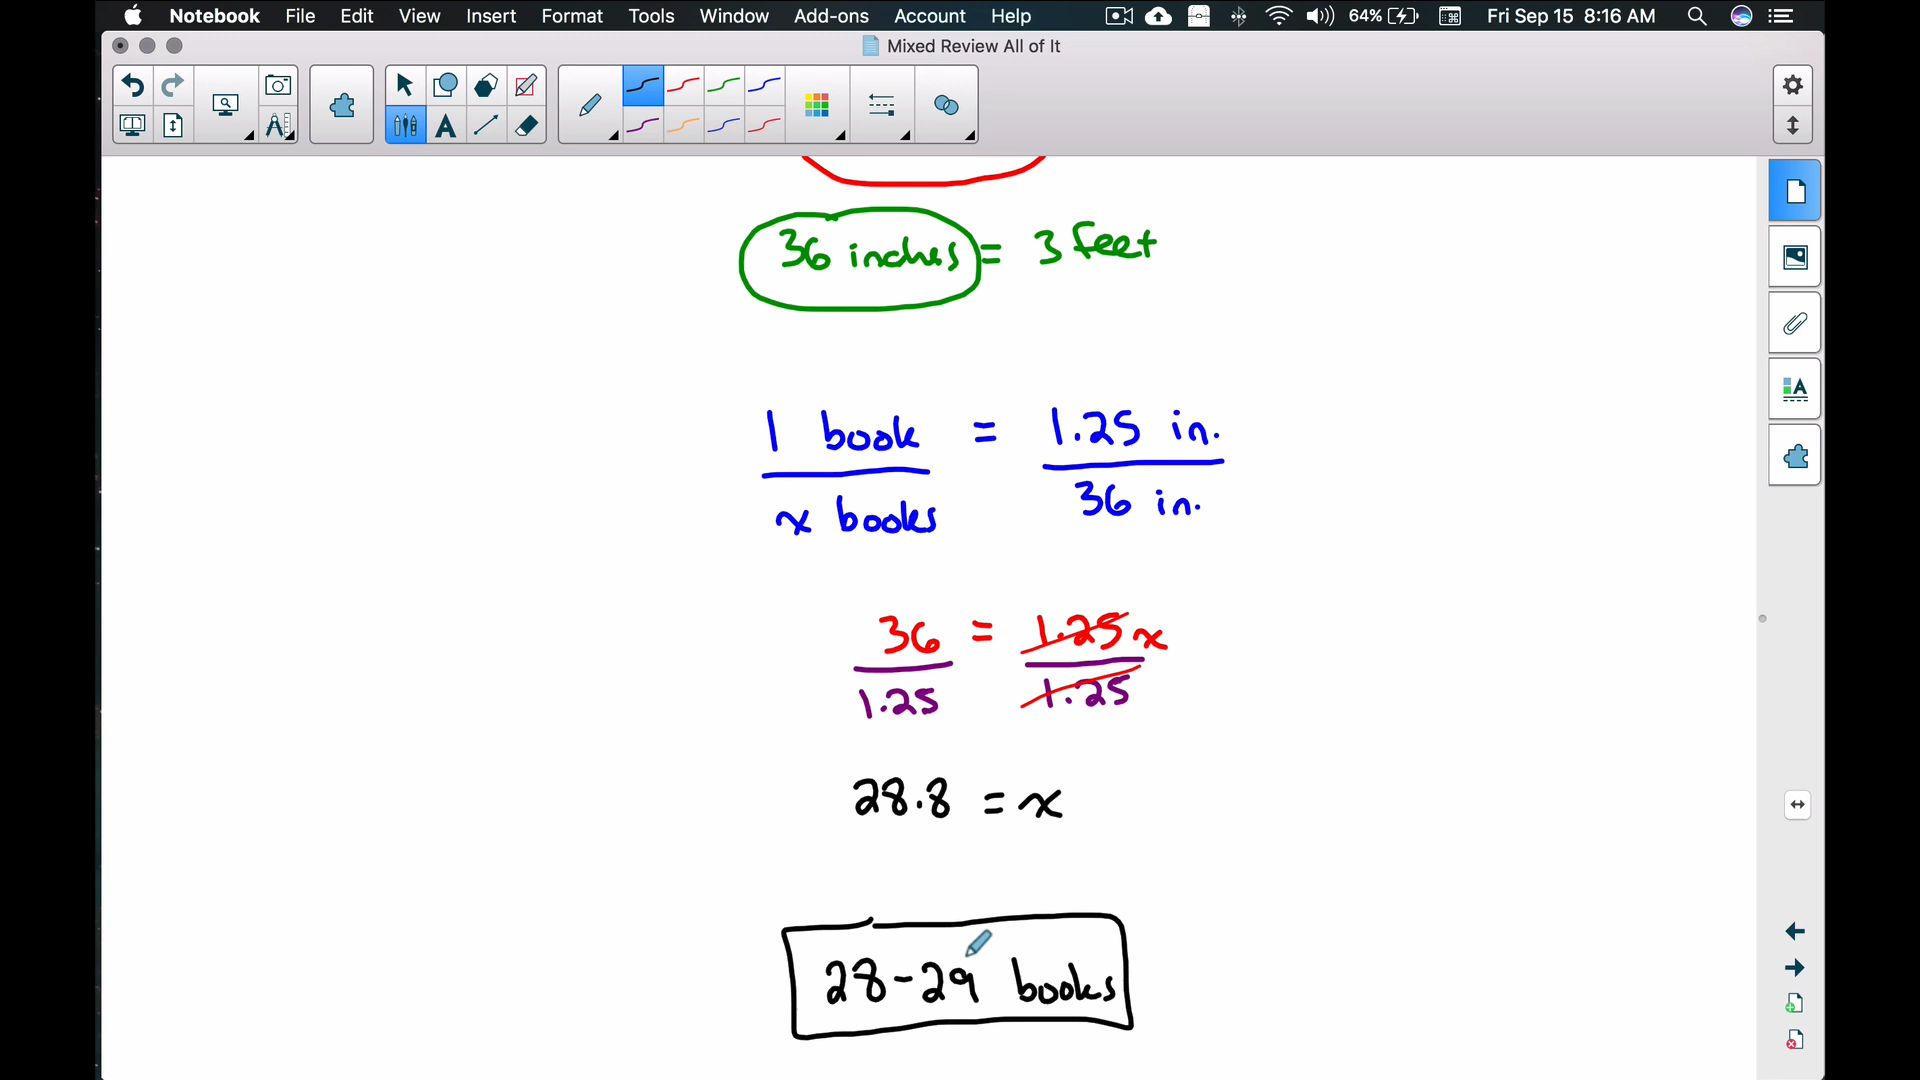 Notebook File Edit View Insert Format Tools Window Add-ons Account Help 64% Fri Sep 15 8:16 AM
Mixed Review All of It
A
A
36 inches = 3 feet
1 book = 1.25 in.
x books 36 in.
36 = 1.25x
1.25 1.25
28.8 = x
28-29 books